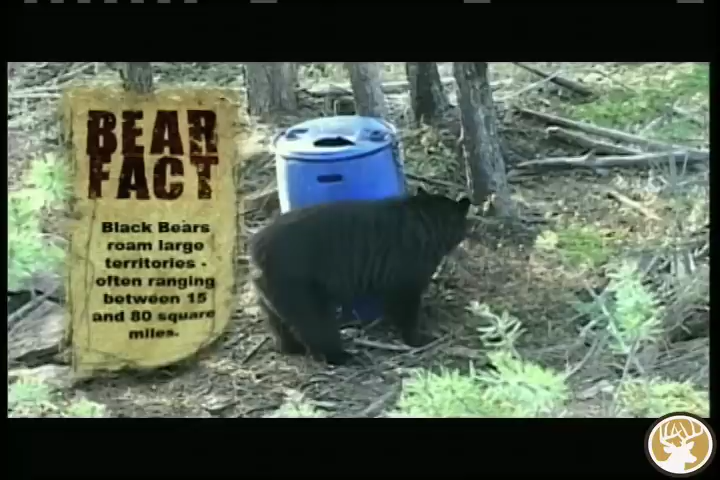 BEAR
FACT
Black Bears
roam large
territories -
often ranging
between 15
and 80 square
miles.